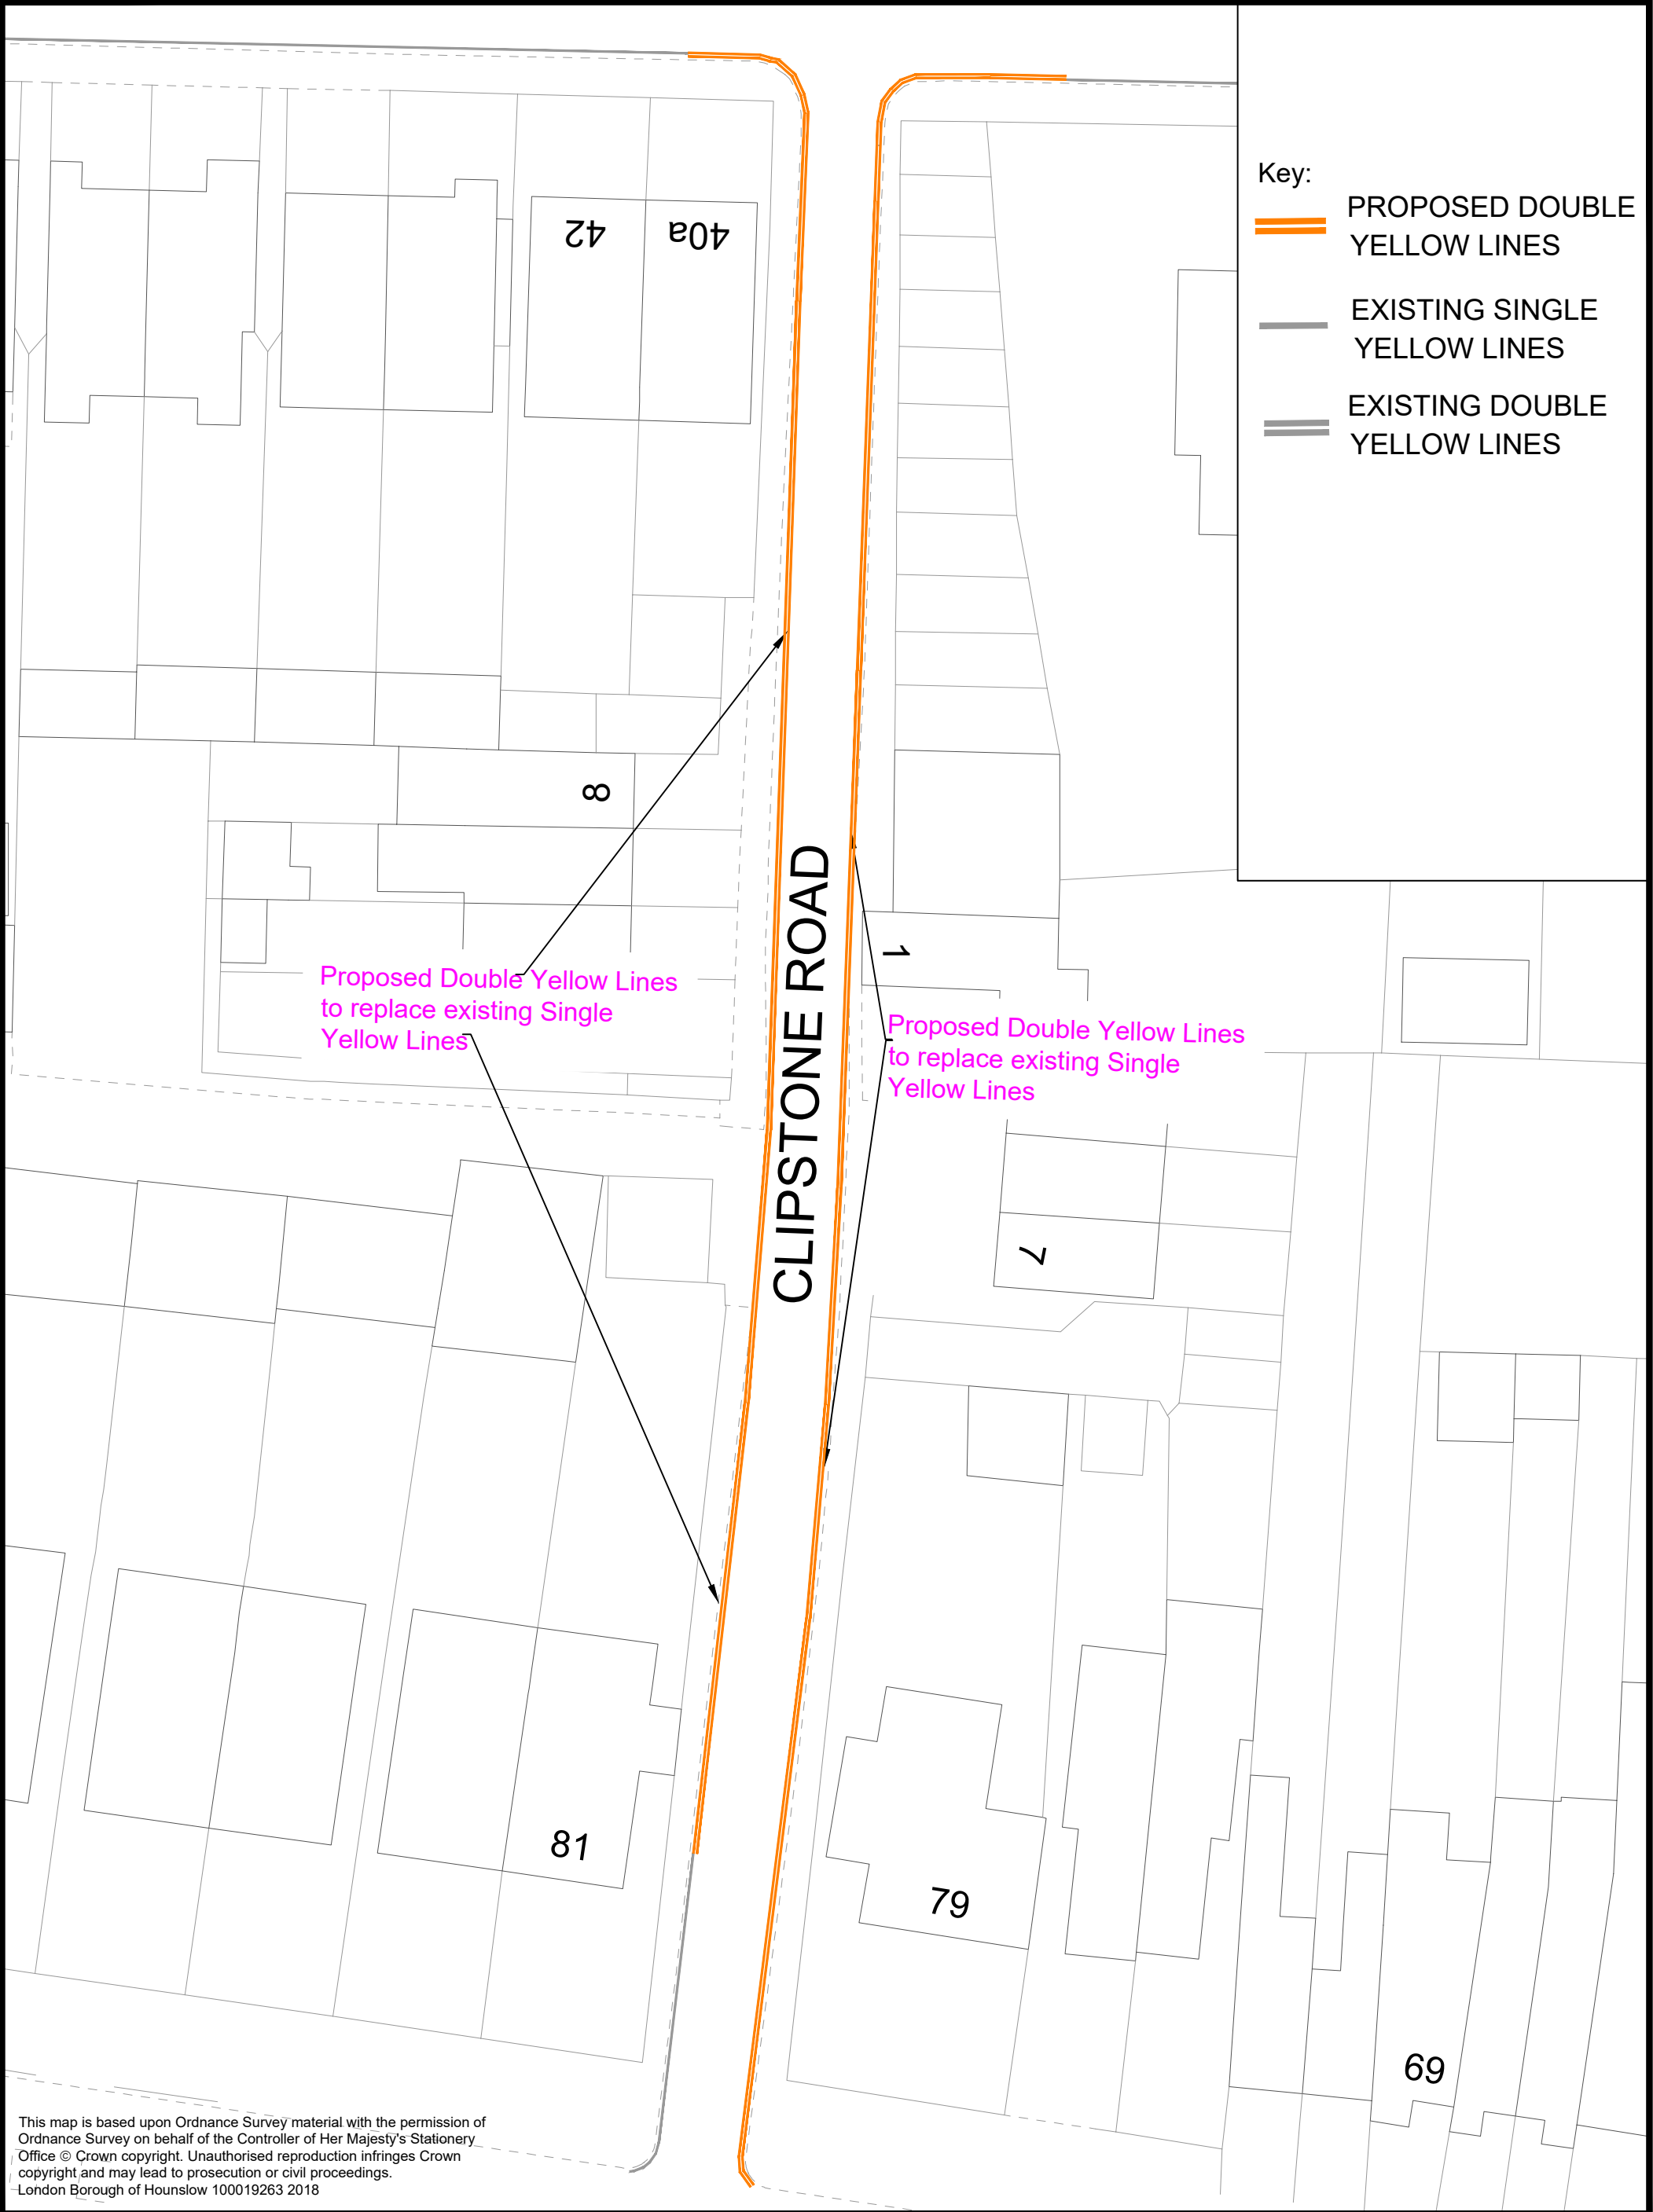 Key:
PROPOSED DOUBLE
YELLOW LINES
EXISTING SINGLE
YELLOW LINES
EXISTING DOUBLE
YELLOW LINES
42
40a
8
CLIPSTONE ROAD
1
Proposed Double Yellow Lines
to replace existing Single
Yellow Lines
Proposed Double Yellow Lines
to replace existing Single
Yellow Lines
7
81
79
69
This map is based upon Ordnance Survey material with the permission of
Ordnance Survey on behalf of the Controller of Her Majesty's Stationery
Office © Crown copyright. Unauthorised reproduction infringes Crown
copyright and may lead to prosecution or civil proceedings.
London Borough of Hounslow 100019263 2018